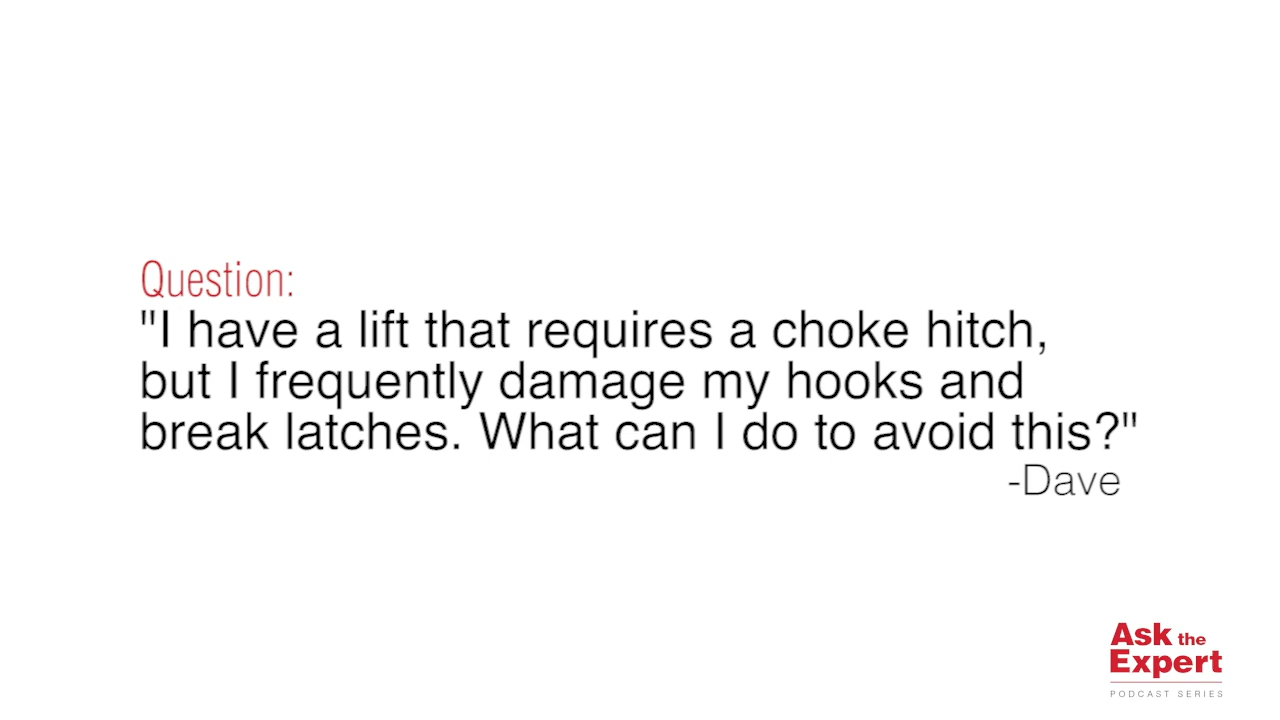 Question:
"I have a lift that requires a choke hitch,
but I frequently damage my hooks and
break latches. What can I do to avoid this?"
-Dave
Ask the
Expert
PODCAST SERIES